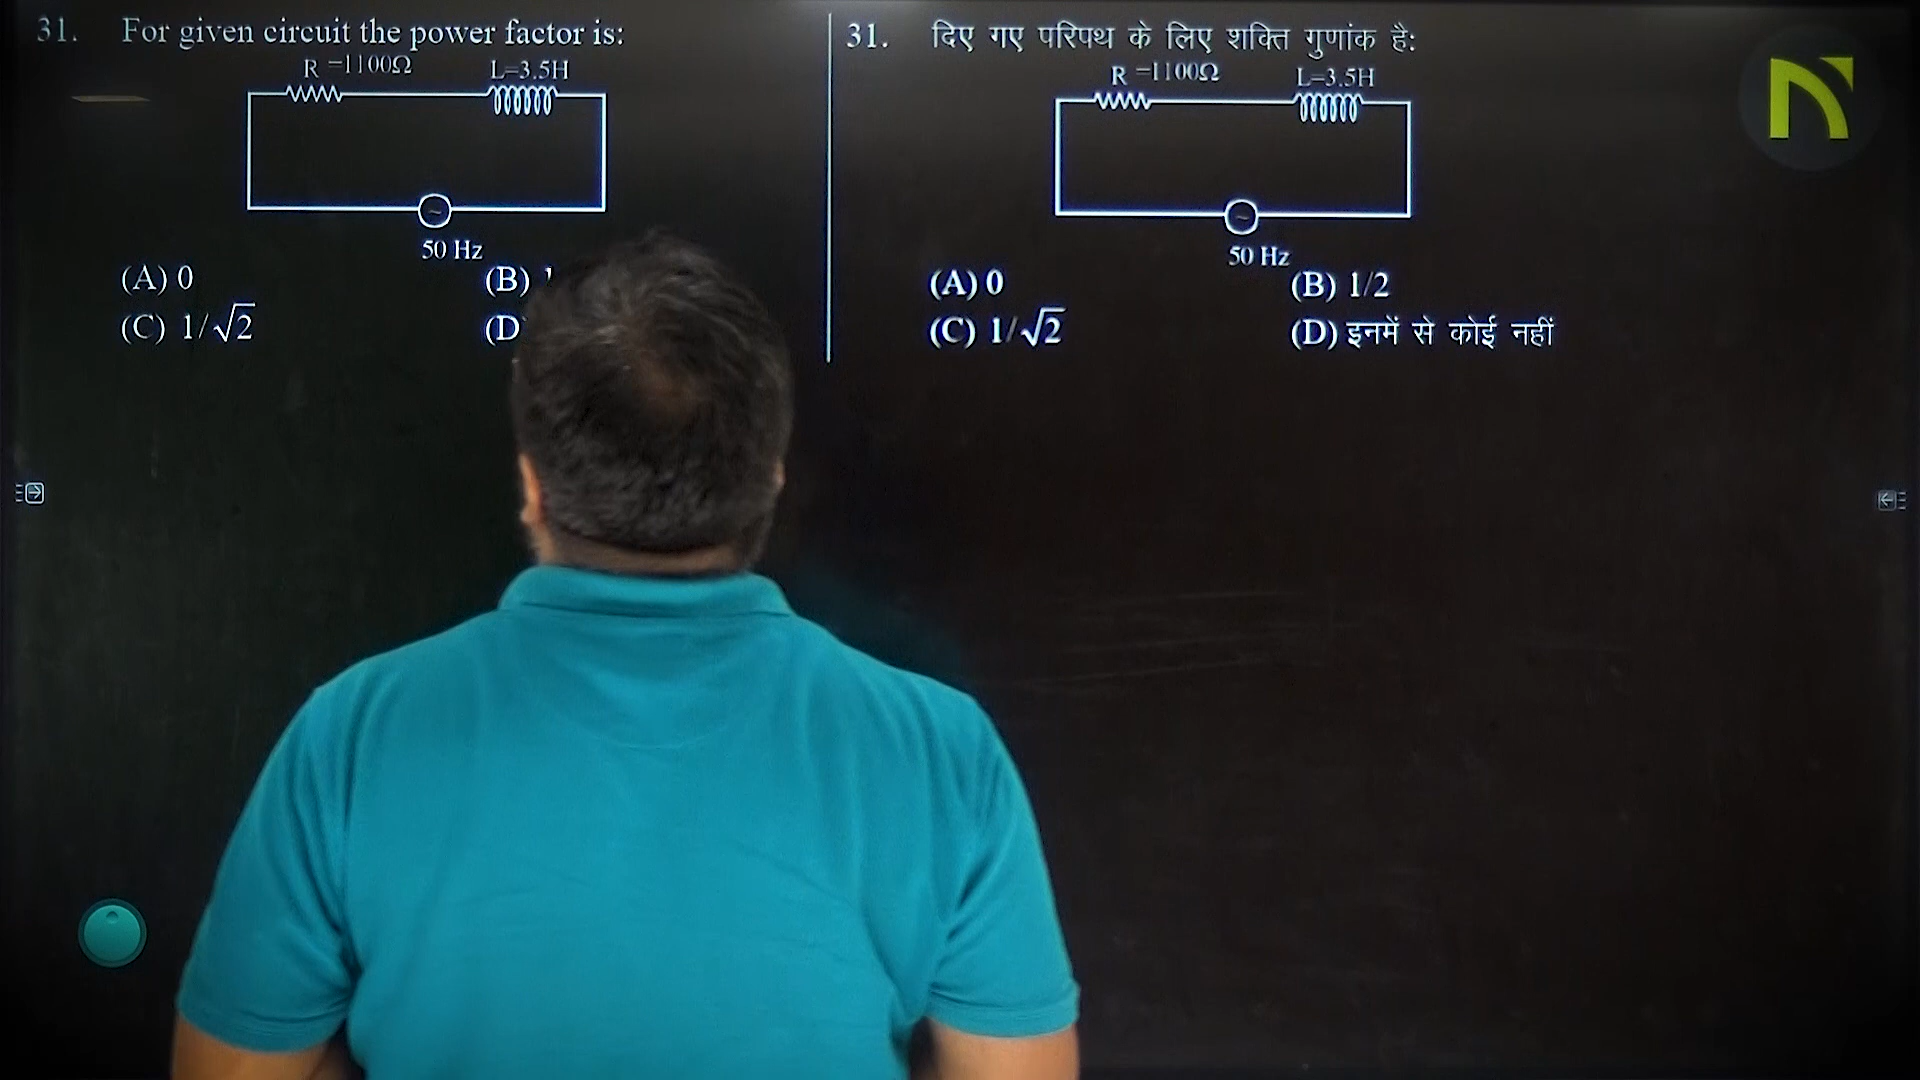 31. For given circuit the power factor is:
R =1100Ω
L=3.5H
50 Hz
(A) 0
(B)
(C) 1/√2
(D
31. दिए गए परिपथ के लिए शक्ति गुणांक है:
R =1100Ω
L=3.5H
50 Hz
(A) 0
(B) 1/2
(C) 1/√2
(D) इनमें से कोई नहीं